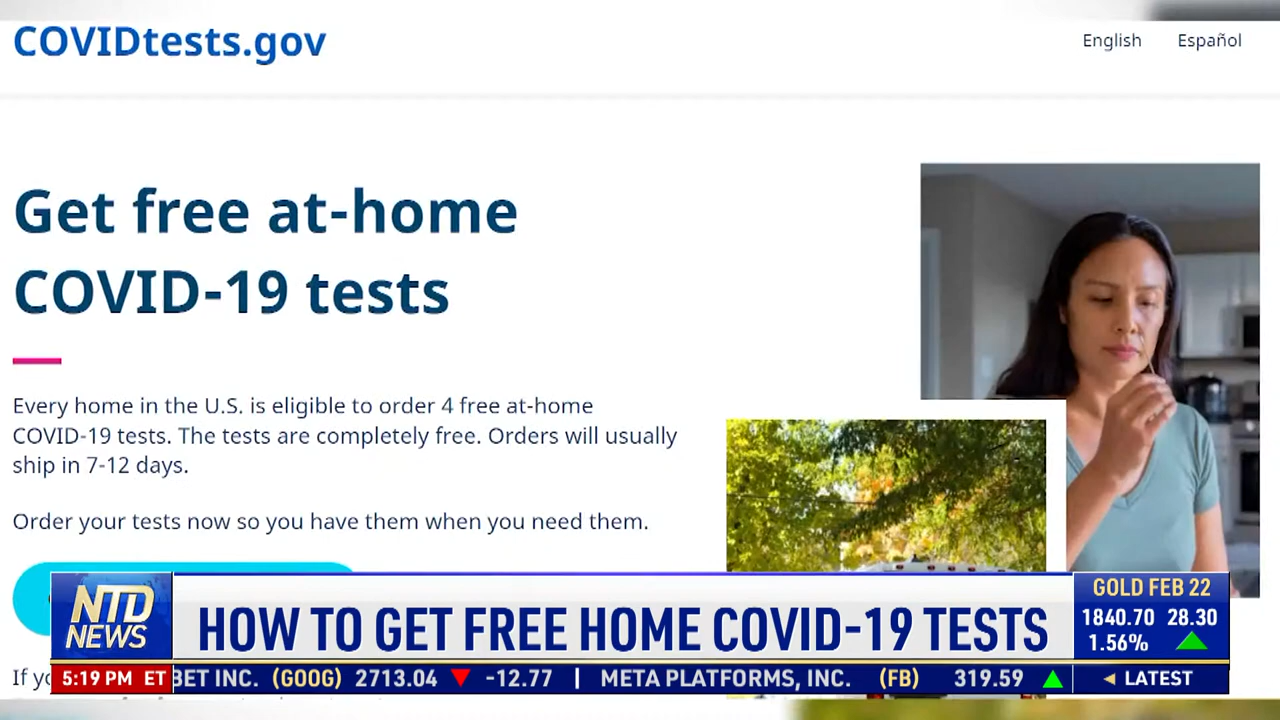 COVIDtests.gov
English Español
Get free at-home
COVID-19 tests
Every home in the U.S. is eligible to order 4 free at-home
COVID-19 tests. The tests are completely free. Orders will usually
ship in 7-12 days.
Order your tests now so you have them when you need them.
NTD
NEWS
HOW TO GET FREE HOME COVID-19 TESTS
GOLD FEB 22
1840.70 28.30
1.56%
If
5:19 PM ET BET INC. (GOOG) 2713.04 -12.77 | META PLATFORMS, INC. (FB) 319.59
LATEST